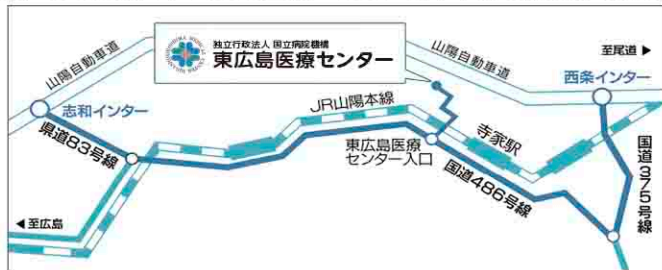 独立行政法人 国立病院機構
東広島医療センター
山陽自動車道
山陽自動車道
至尾道 ▶
西条インター
志和インター
JR山陽本線
県道83号線
東広島医療
センター入口
寺家駅
国道486号線
国道375号線
◀ 至広島